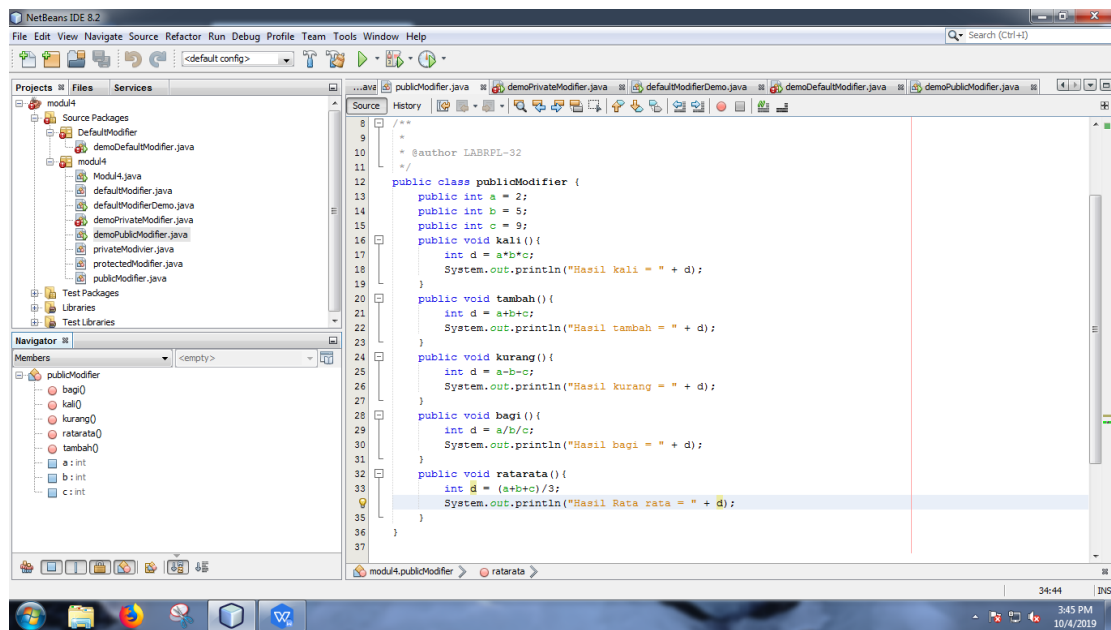 NetBeans IDE 8.2
File Edit View Navigate Source Refactor Run Debug Profile Team Tools Window Help
Search (Ctrl+I)
<default config>
Projects Files Services
modul4
Source Packages
DefaultModifier
demoDefaultModifier.java
modul4
Modul4.java
defaultModifier.java
defaultModifierDemo.java
demoPrivateModifier.java
demoPublicModifier.java
privateModivier.java
protectedModifier.java
publicModifier.java
Test Packages
Libraries
Test Libraries
Navigator
Members <empty>
publicModifier
bagi()
kali()
kurang()
ratarata()
tambah()
a : int
b : int
c : int
...ava publicModifier.java demoPrivateModifier.java defaultModifierDemo.java demoDefaultModifier.java demoPublicModifier.java
Source History
8 /**
9 *
10 * @author LABRPL-32
11 */
12 public class publicModifier {
13 public int a = 2;
14 public int b = 5;
15 public int c = 9;
16 public void kali(){
17 int d = a*b*c;
18 System.out.println("Hasil kali = " + d);
19 }
20 public void tambah(){
21 int d = a+b+c;
22 System.out.println("Hasil tambah = " + d);
23 }
24 public void kurang(){
25 int d = a-b-c;
26 System.out.println("Hasil kurang = " + d);
27 }
28 public void bagi(){
29 int d = a/b/c;
30 System.out.println("Hasil bagi = " + d);
31 }
32 public void ratarata(){
33 int d = (a+b+c)/3;
System.out.println("Hasil Rata rata = " + d);
35 }
36 }
37
modul4.publicModifier ratarata
34:44 INS
3:45 PM
10/4/2019